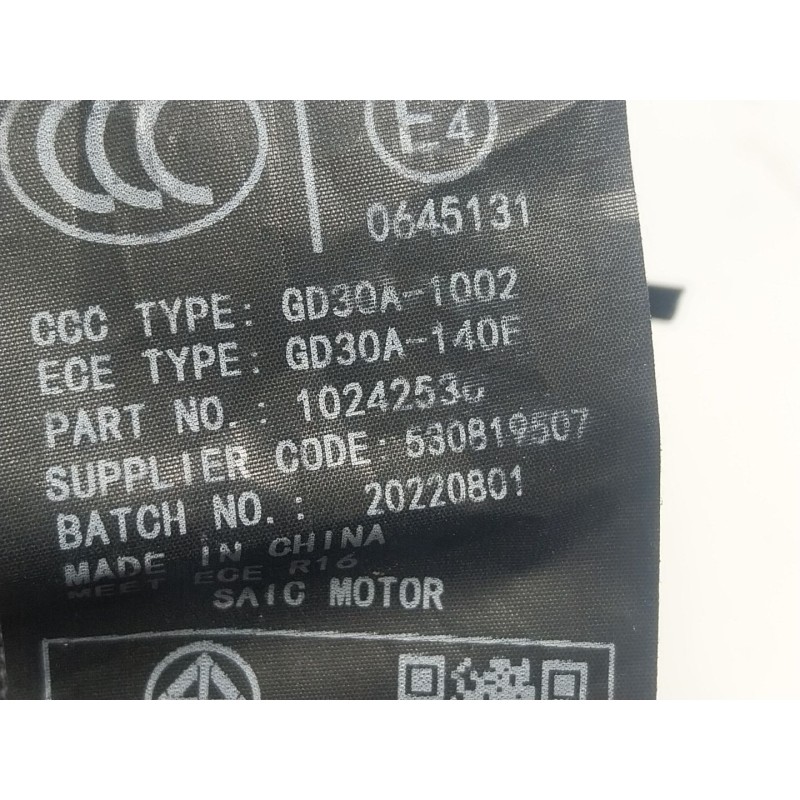 CCC
E4
0645131
CCC TYPE: GD30A-1002
ECE TYPE: GD30A-140E
PART NO.: 10242530
SUPPLIER CODE: 530819507
BATCH NO.: 20220801
MADE IN CHINA
MEET ECE R16
SAIC MOTOR